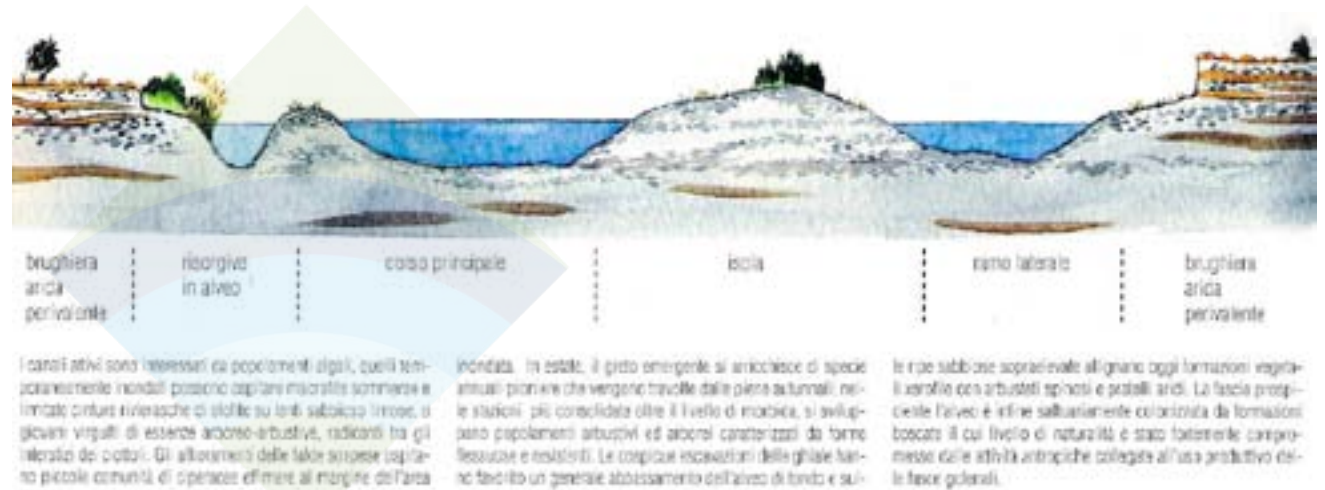 brughiera
arida
perivalente
risorgive
in alveo
corso principale
isola
ramo laterale
brughiera
arida
perivalente
I canali attivi sono interessati da popolamenti algali, quelli tem-
poraneamente inondati possono ospitare macrofite sommerse e
limitate cinture rivierasche di elofite su lenti sabbioso limose, o
giovani virgulti di essenze arboreo-arbustive, radicanti tra gli
interstizi dei ciottoli. Gli affioramenti delle falde sospese ospita-
no piccole comunità di ciperacee effimere al margine dell'area
inondata. In estate, il greto emergente si arricchisce di specie
annuali pioniere che vengono travolte dalle piene autunnali; nel-
le stazioni più consolidate oltre il livello di morbida, si svilup-
pano popolamenti arbustivi ed arborei caratterizzati da forme
flessuose e resistenti. Le cospicue escavazioni delle ghiaie han-
no favorito un generale abbassamento dell'alveo di fondo e sul-
le ripe sabbiose sopraelevate allignano oggi formazioni vegeta-
li xerofile con arbusteti spinosi e pratelli aridi. La fascia prospi-
ciente l'alveo è infine saltuariamente colonizzata da formazioni
boscate il cui livello di naturalità è stato fortemente compro-
messo dalle attività antropiche collegate all'uso produttivo del-
le fasce golenali.